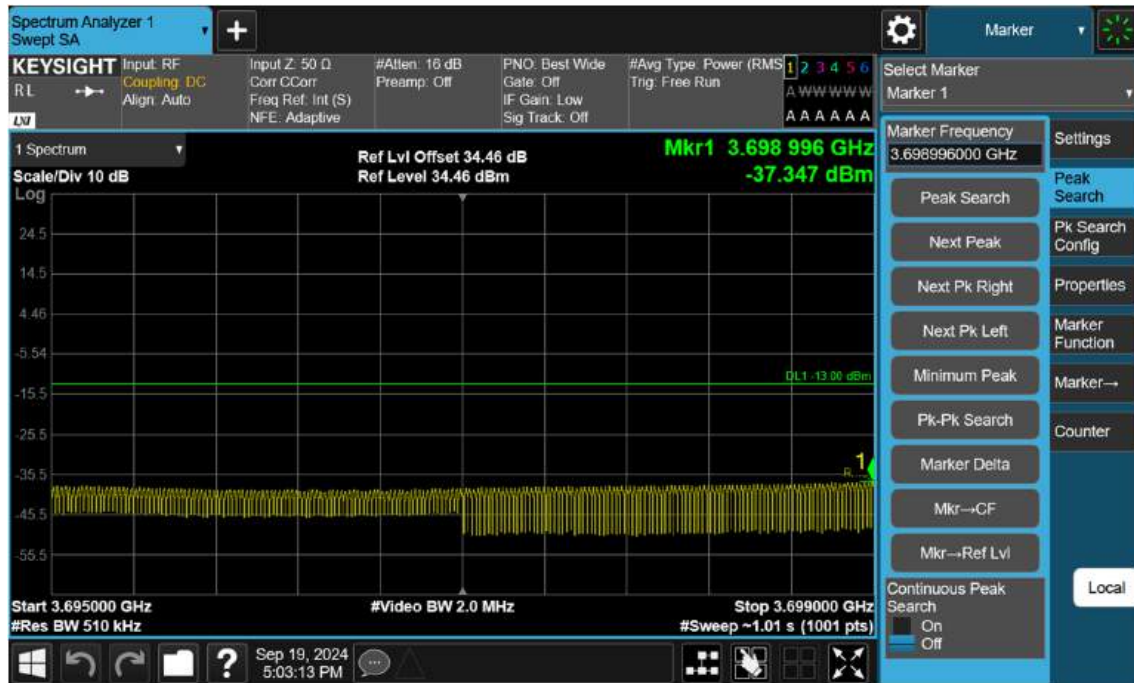 Spectrum Analyzer 1
Swept SA
+
Marker
KEYSIGHT
RL
LXI
Input: RF
Coupling: DC
Align: Auto
Input Z: 50 Ω
Corr CCorr
Freq Ref: Int (S)
NFE: Adaptive
#Atten: 16 dB
Preamp: Off
PNO: Best Wide
Gate: Off
IF Gain: Low
Sig Track: Off
#Avg Type: Power (RMS
Trig: Free Run
1 2 3 4 5 6
A W W W W W
A A A A A A
Select Marker
Marker 1
1 Spectrum
Scale/Div 10 dB
Log
Ref Lvl Offset 34.46 dB
Ref Level 34.46 dBm
Mkr1 3.698 996 GHz
-37.347 dBm
24.5
14.5
4.46
-5.54
-15.5
-25.5
-35.5
-45.5
-55.5
DL1 -13.00 dBm
1
Start 3.695000 GHz
#Res BW 510 kHz
#Video BW 2.0 MHz
Stop 3.699000 GHz
#Sweep ~1.01 s (1001 pts)
Marker Frequency
3.698996000 GHz
Peak Search
Next Peak
Next Pk Right
Next Pk Left
Minimum Peak
Pk-Pk Search
Marker Delta
Mkr→CF
Mkr→Ref Lvl
Continuous Peak
Search
On
Off
Settings
Peak
Search
Pk Search
Config
Properties
Marker
Function
Marker→
Counter
Local
?
Sep 19, 2024
5:03:13 PM